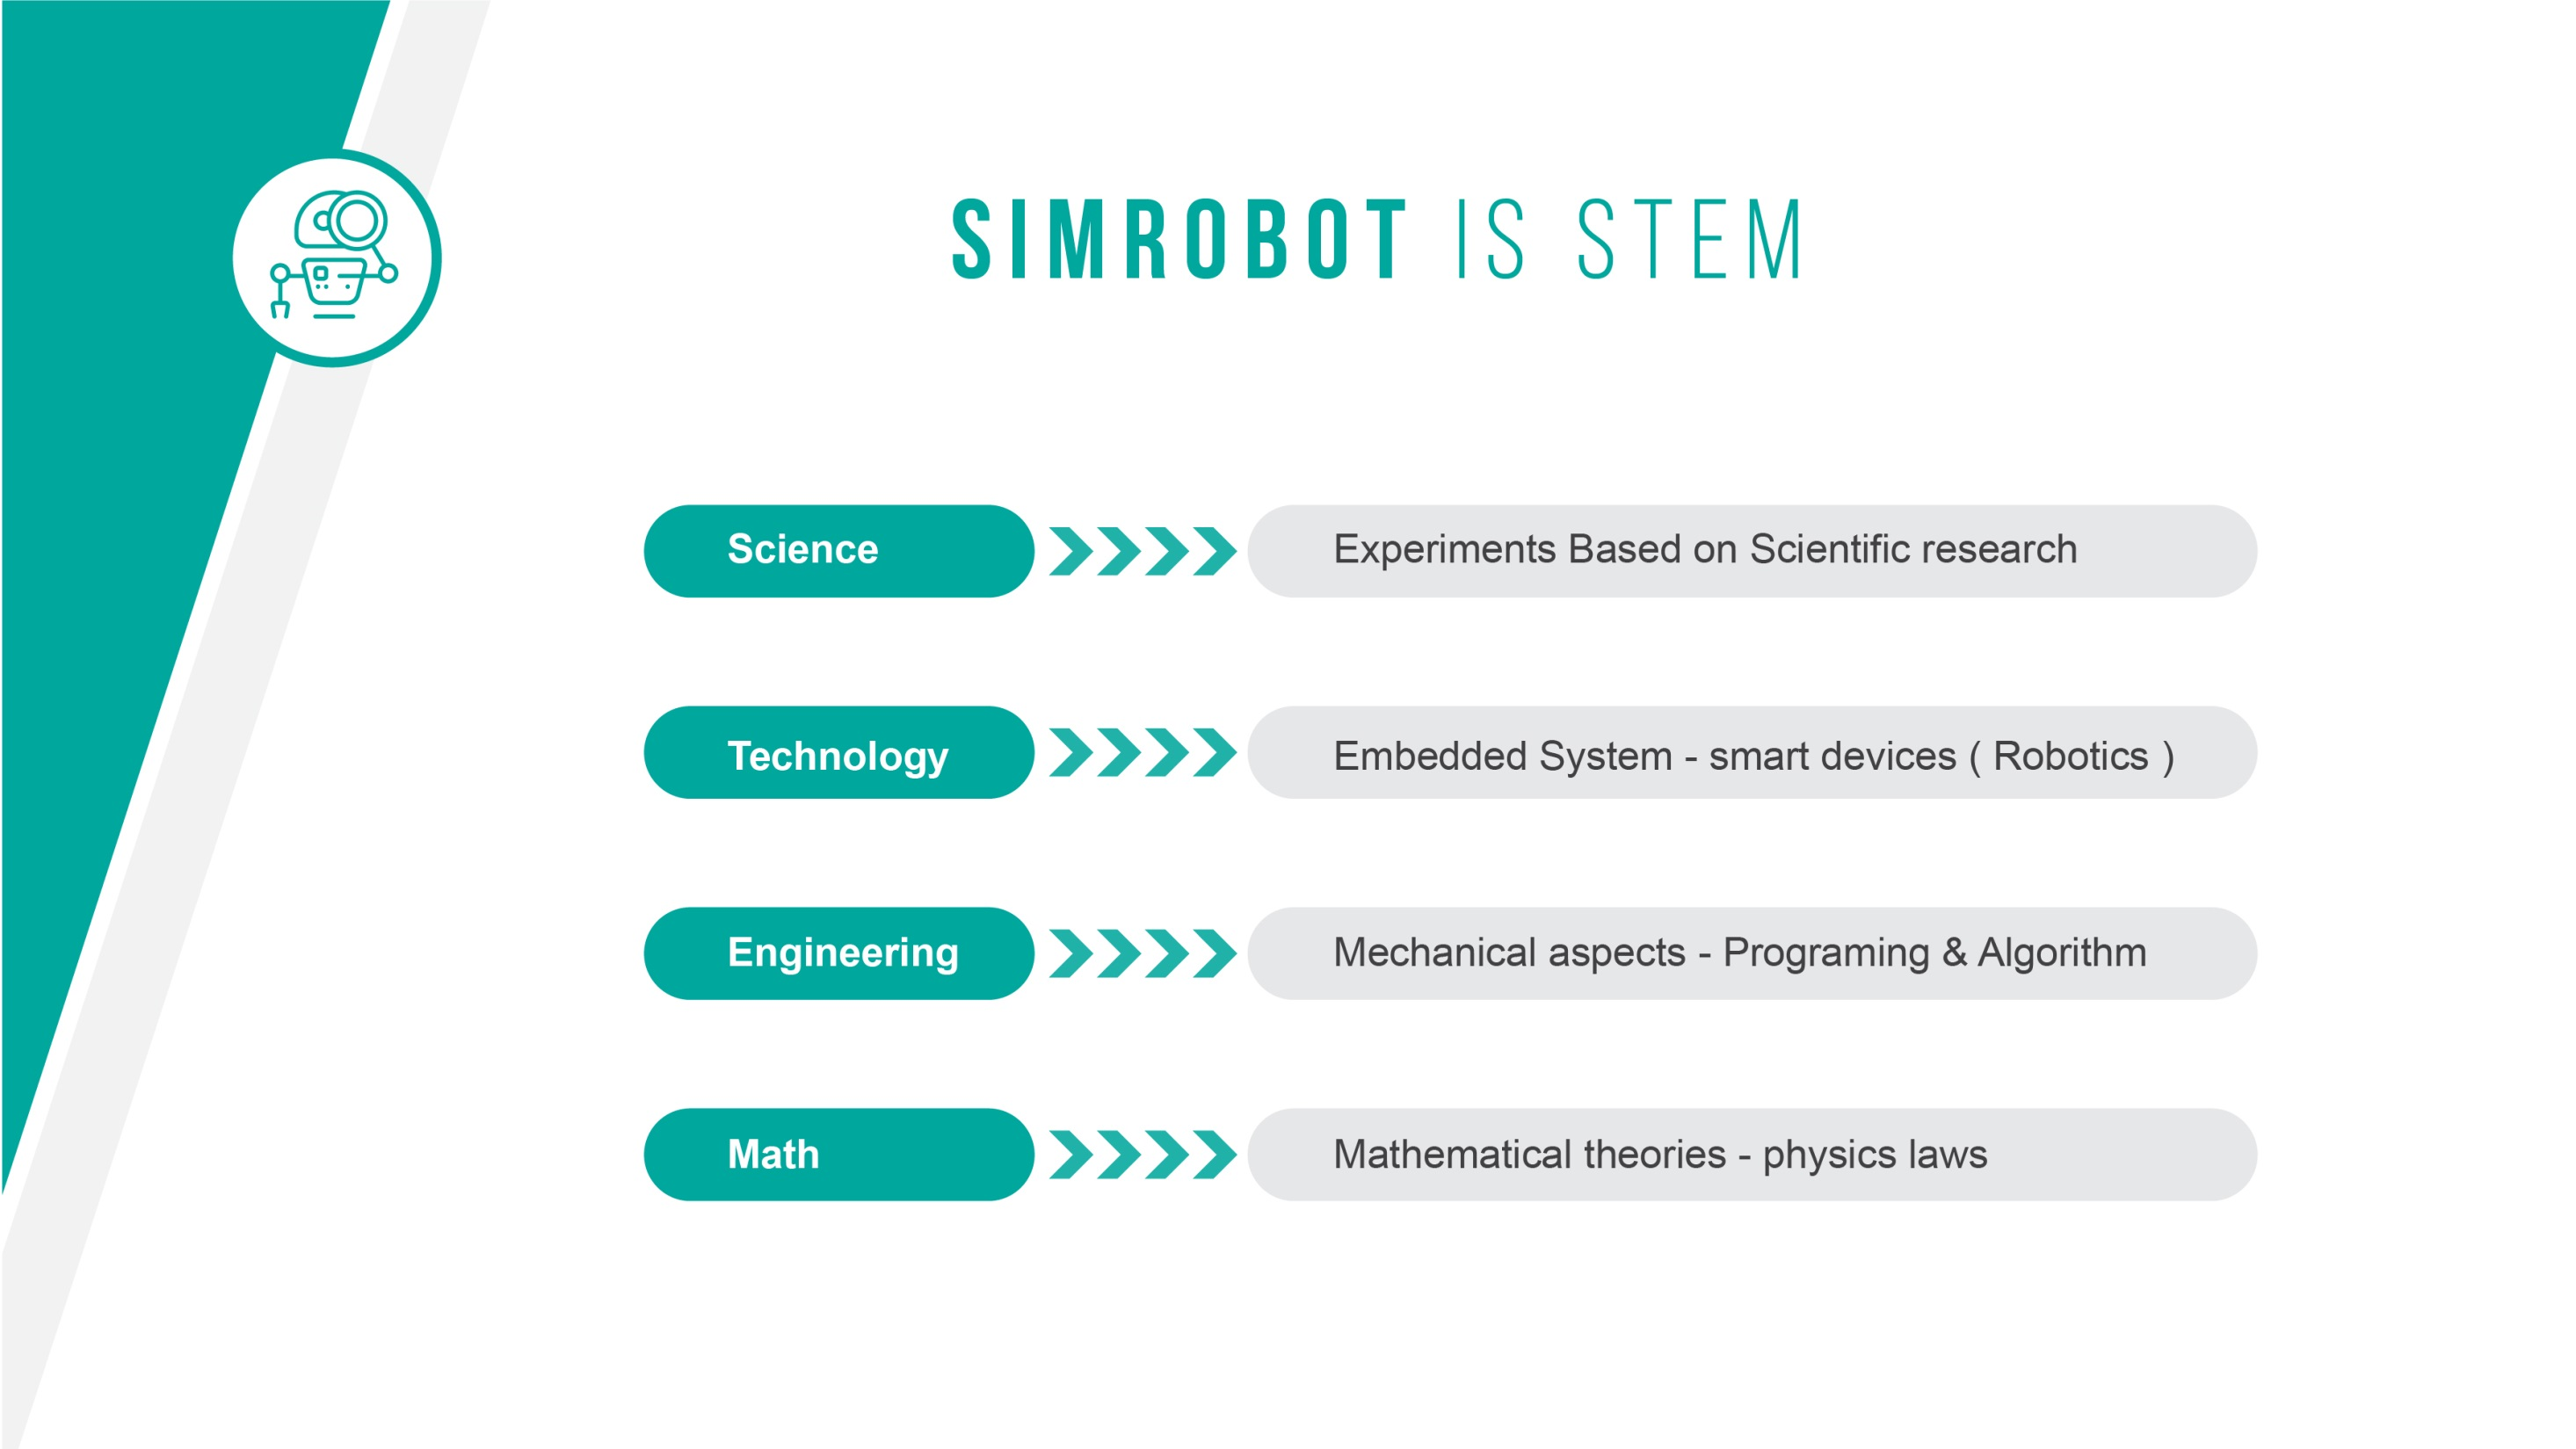 SIMROBOT IS STEM
Science
Experiments Based on Scientific research
Technology
Embedded System - smart devices ( Robotics )
Engineering
Mechanical aspects - Programing & Algorithm
Math
Mathematical theories - physics laws